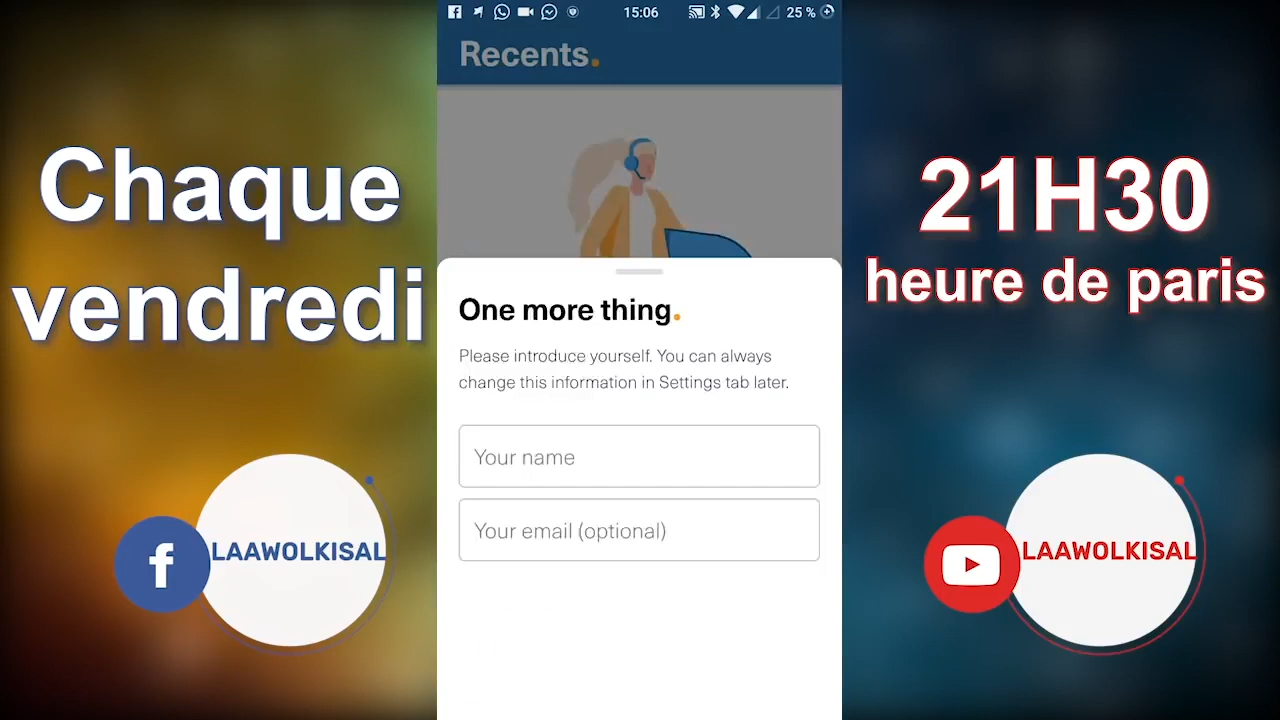 Chaque
vendredi
LAAWOLKISAL
15:06
25 %
Recents.
One more thing.
Please introduce yourself. You can always
change this information in Settings tab later.
Your name
Your email (optional)
21H30
heure de paris
LAAWOLKISAL